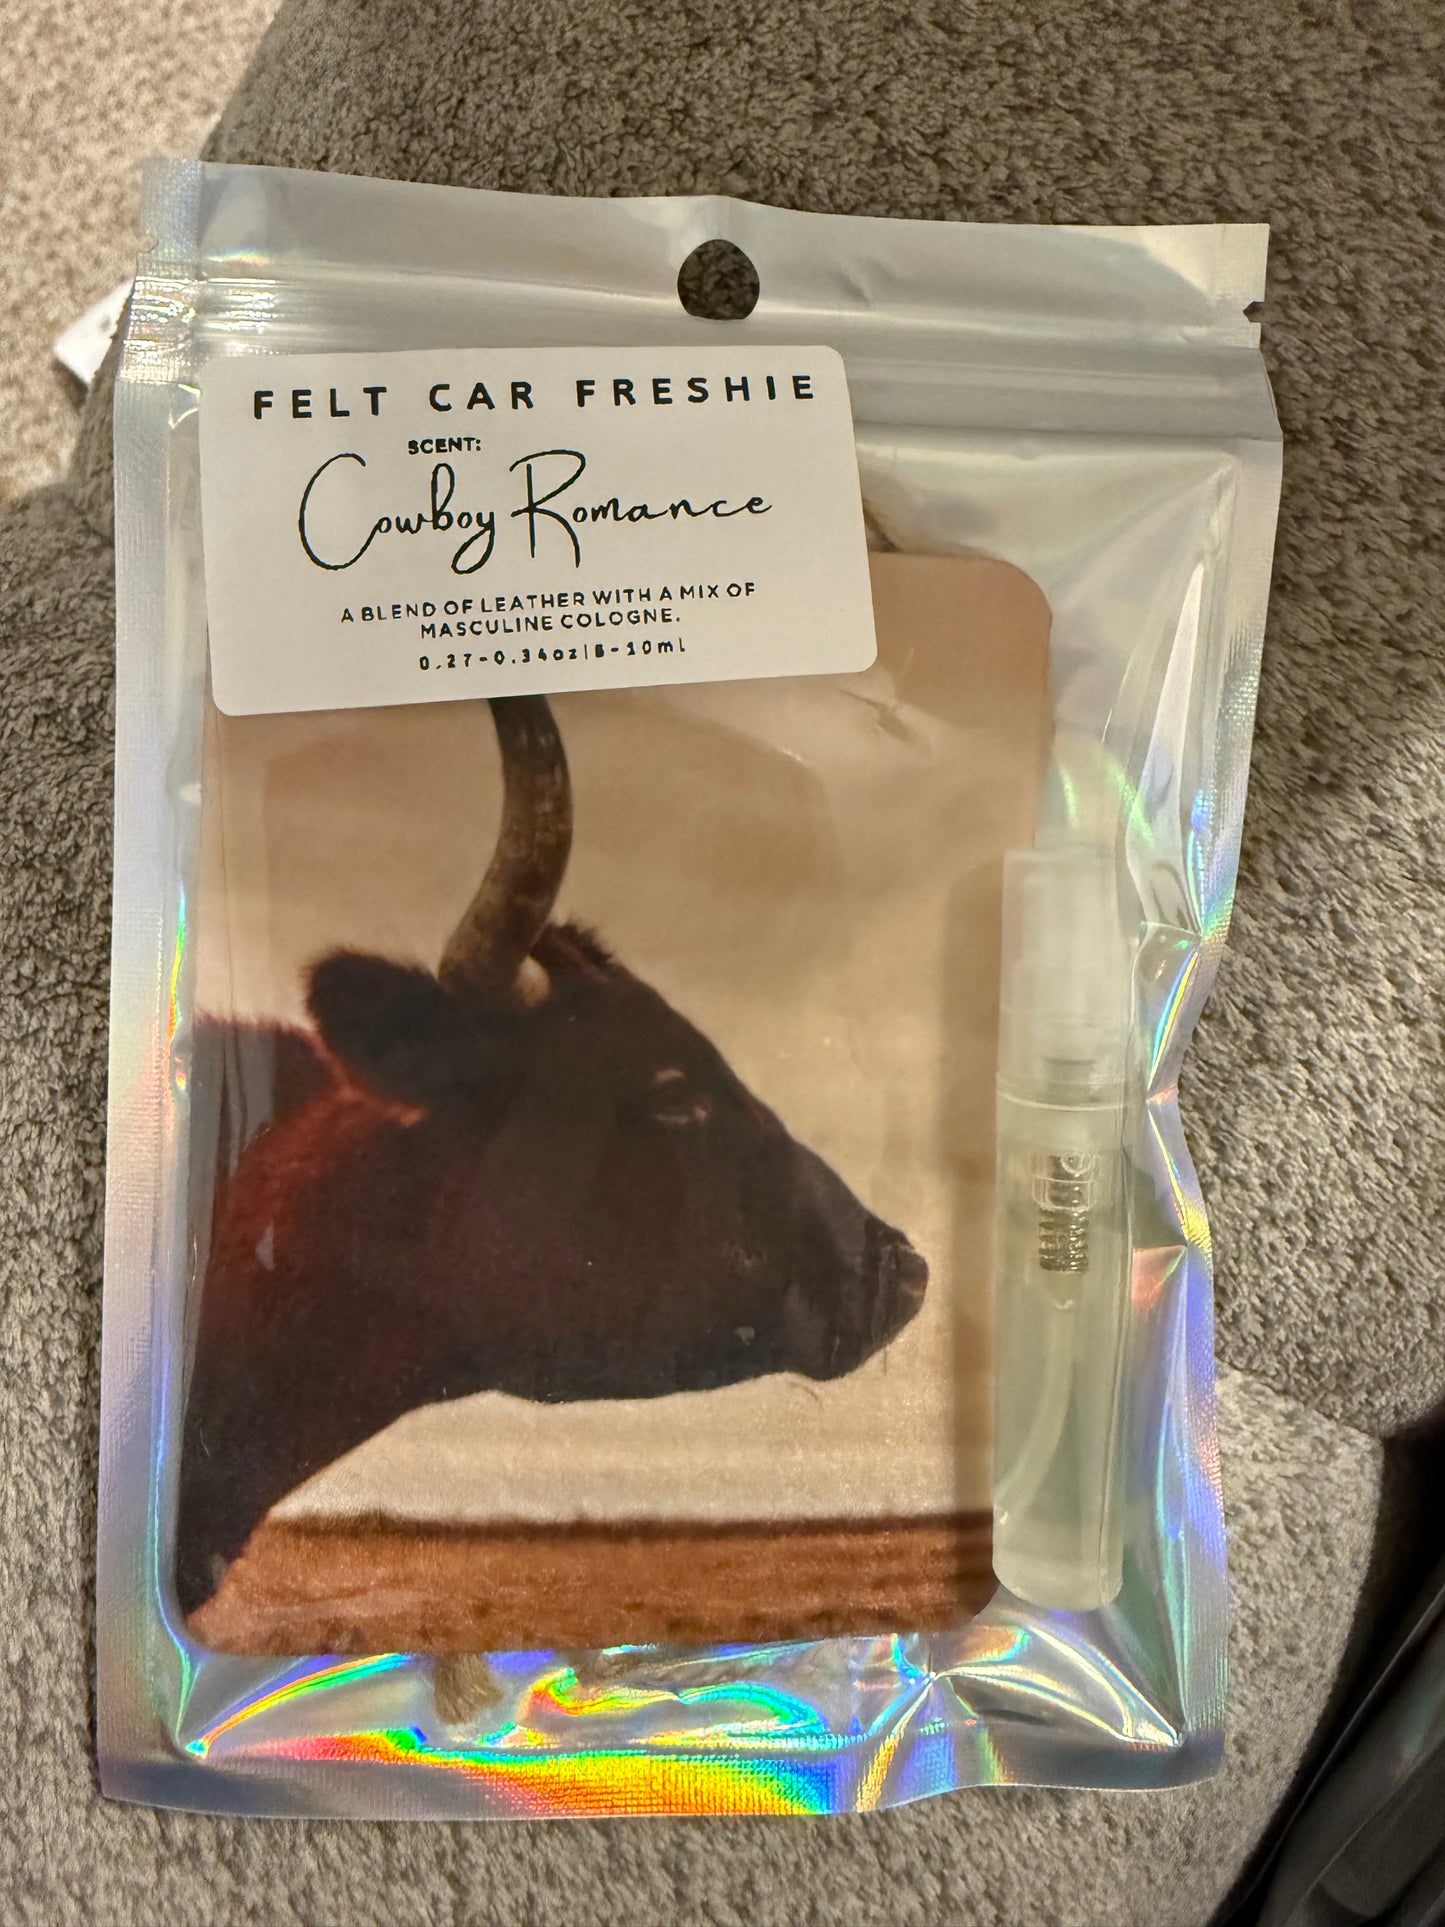 FELT CAR FRESHIE
SCENT:
Cowboy Romance
A BLEND OF LEATHER WITH A MIX OF
MASCULINE COLOGNE.
0.27-0.34oz|8-10ml